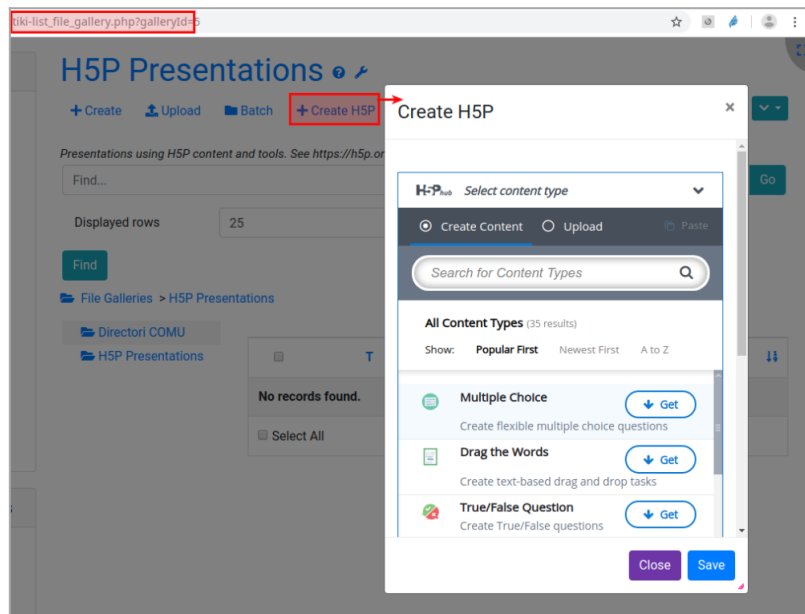 tiki-list_file_gallery.php?galleryId=5
H5P Presentations
Create Upload Batch Create H5P
Presentations using H5P content and tools. See https://h5p.or
Find...
Go
Displayed rows 25
Find
File Galleries > H5P Presentations
Directori COMU
H5P Presentations
T
No records found.
Select All
Create H5P
×
H5P hub Select content type
Create Content Upload Paste
Search for Content Types
All Content Types (35 results)
Show: Popular First Newest First A to Z
Multiple Choice
Get
Create flexible multiple choice questions
Drag the Words
Get
Create text-based drag and drop tasks
True/False Question
Get
Create True/False questions
Close Save